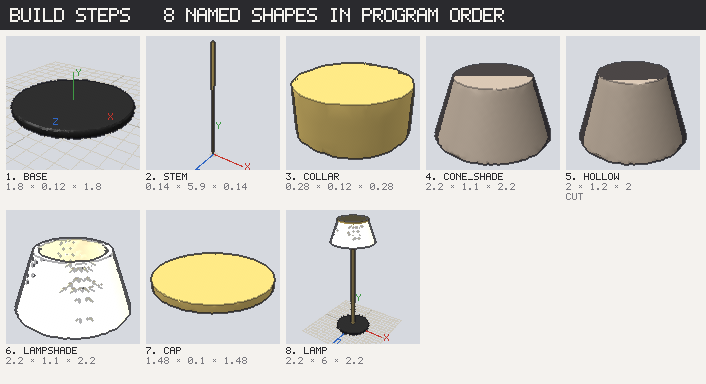 BUILD STEPS 8 NAMED SHAPES IN PROGRAM ORDER
Y
Z
X
1. BASE
1.8 × 0.12 × 1.8
Y
X
Z
2. STEM
0.14 × 5.9 × 0.14
3. COLLAR
0.28 × 0.12 × 0.28
4. CONE_SHADE
2.2 × 1.1 × 2.2
5. HOLLOW
2 × 1.2 × 2
CUT
6. LAMPSHADE
2.2 × 1.1 × 2.2
7. CAP
1.48 × 0.1 × 1.48
Y
X
8. LAMP
2.2 × 6 × 2.2